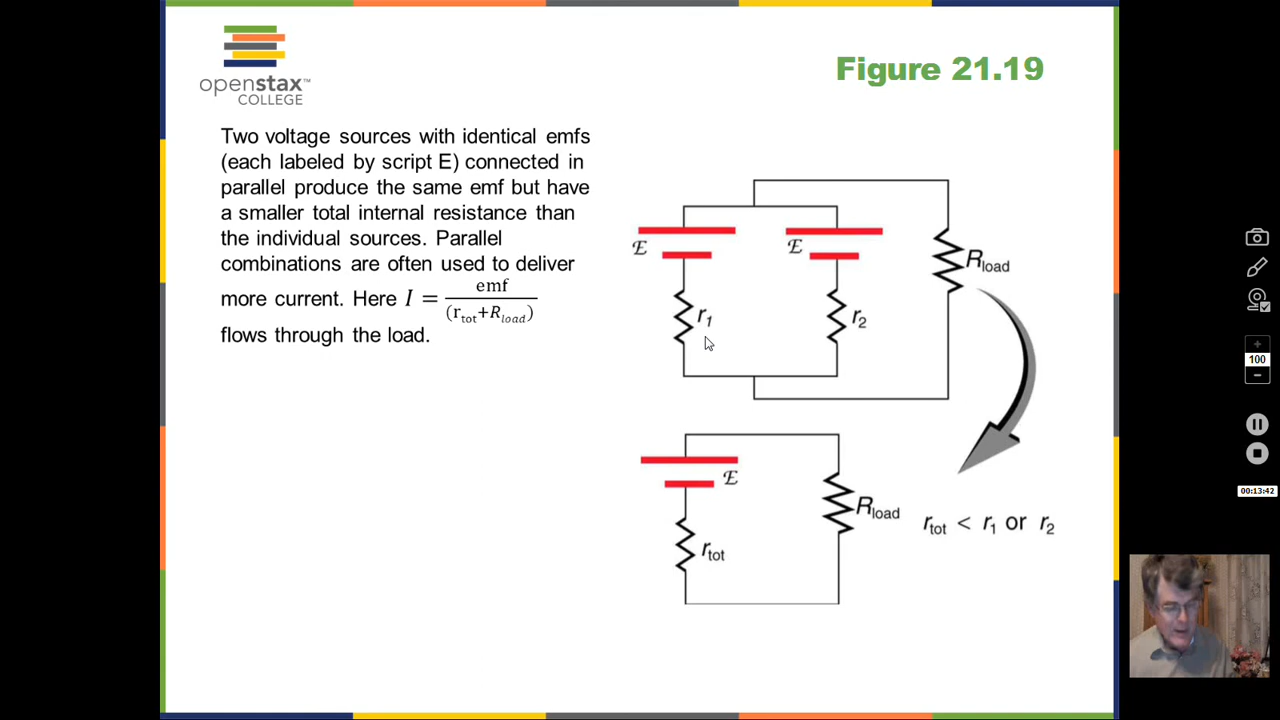 openstax™
COLLEGE
Figure 21.19
Two voltage sources with identical emfs
(each labeled by script E) connected in
parallel produce the same emf but have
a smaller total internal resistance than
the individual sources. Parallel
combinations are often used to deliver
more current. Here I = emf/(r_tot+R_load)
flows through the load.
ℰ
ℰ
R_load
r_1
r_2
ℰ
R_load
r_tot < r_1 or r_2
r_tot
100
00:13:42